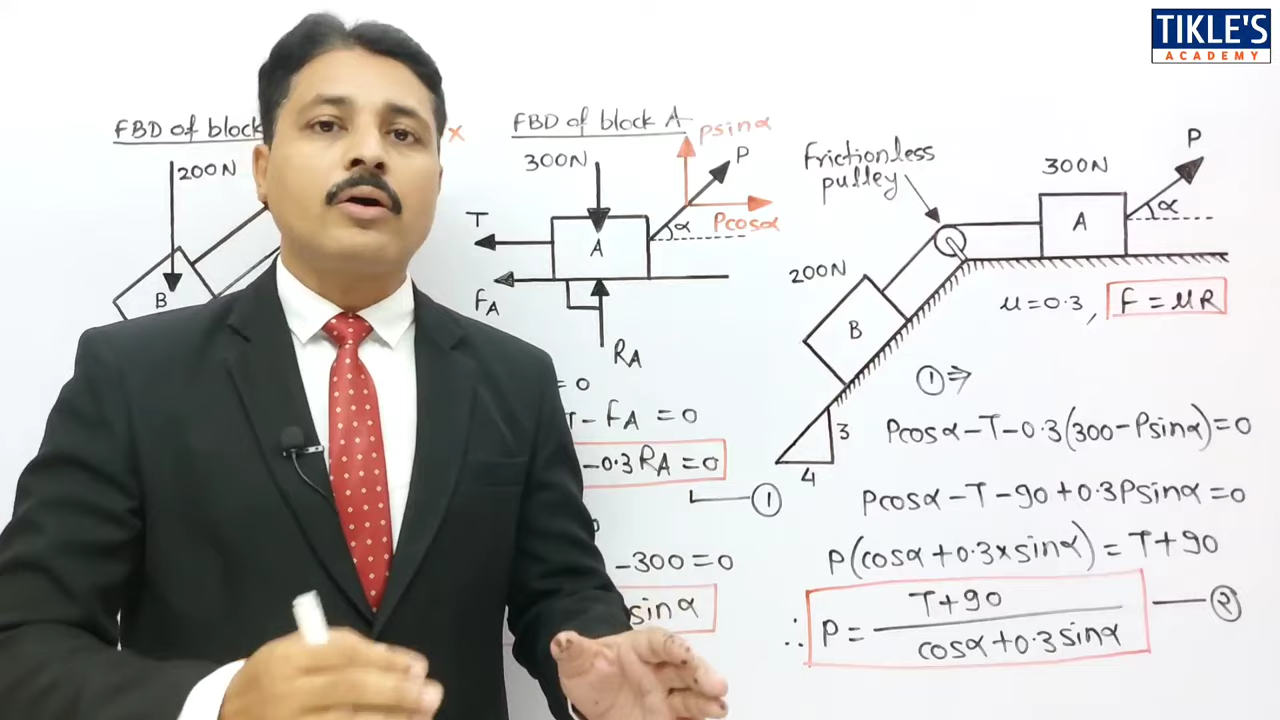 TIKLE'S
ACADEMY
FBD of block
200N
B
x
FBD of block A
300N
Psinα
P
Pcosα
α
T
A
FA
RA
= 0
T - FA = 0
-0.3RA = 0
1
-300 = 0
sinα
Frictionless
pulley
300N
P
A
α
200N
B
3
4
μ = 0.3, F = μR
1 ⇒
Pcosα - T - 0.3(300 - Psinα) = 0
Pcosα - T - 90 + 0.3Psinα = 0
P(cosα + 0.3×sinα) = T + 90
∴ P = T + 90
cosα + 0.3sinα
2